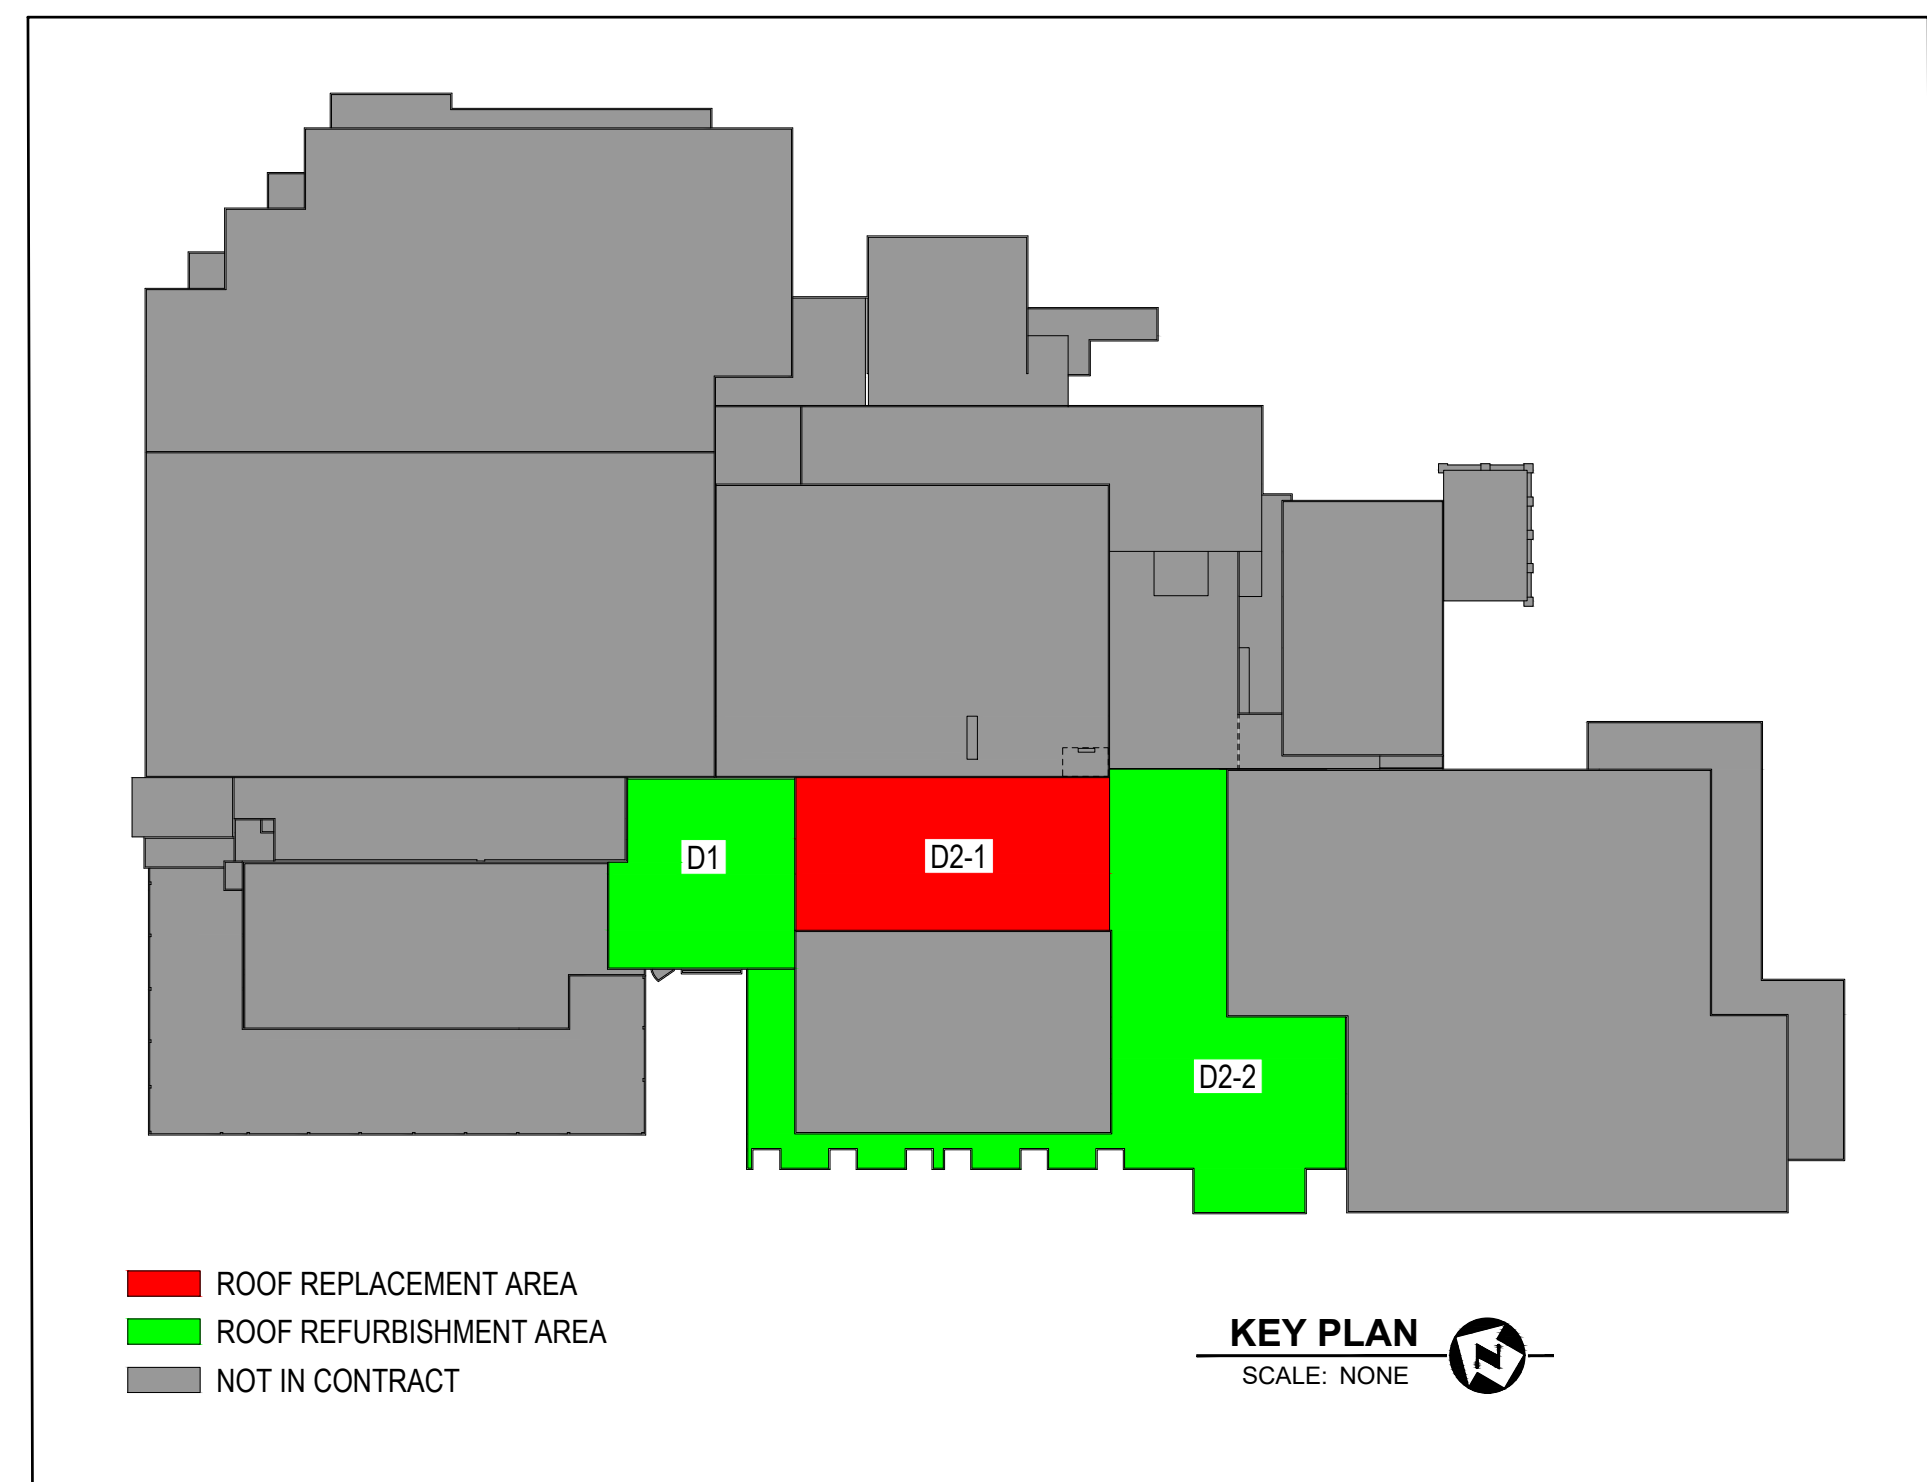 D1
D2-1
D2-2
ROOF REPLACEMENT AREA
ROOF REFURBISHMENT AREA
NOT IN CONTRACT
KEY PLAN
SCALE: NONE
N